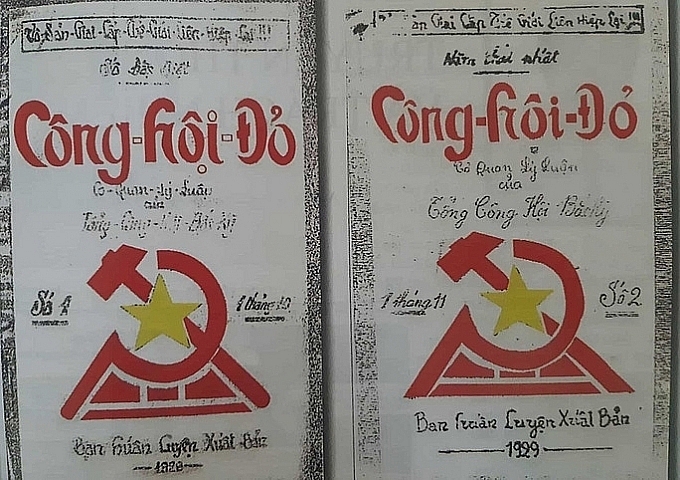 Vô-Sản-Giai-Cấp-Thế-Giới-Liên-Hiệp-Lại!!!
Số Đặc Biệt
Công-Hội-Đỏ
Cơ-Quan-Lý-Luận
của
Tổng-Công-Hội-Bắc-Kỳ
Số 1
1 tháng 10
Ban Huấn Luyện Xuất Bản
1929
Giai Cấp Thế Giới Liên Hiệp Lại!!!
Năm thứ nhất
Công-Hôi-Đỏ
Cơ Quan Lý Luận
của
Tổng Công Hội Bắc Kỳ
1 tháng 11
Số 2
Ban Huấn Luyện Xuất Bản
1929